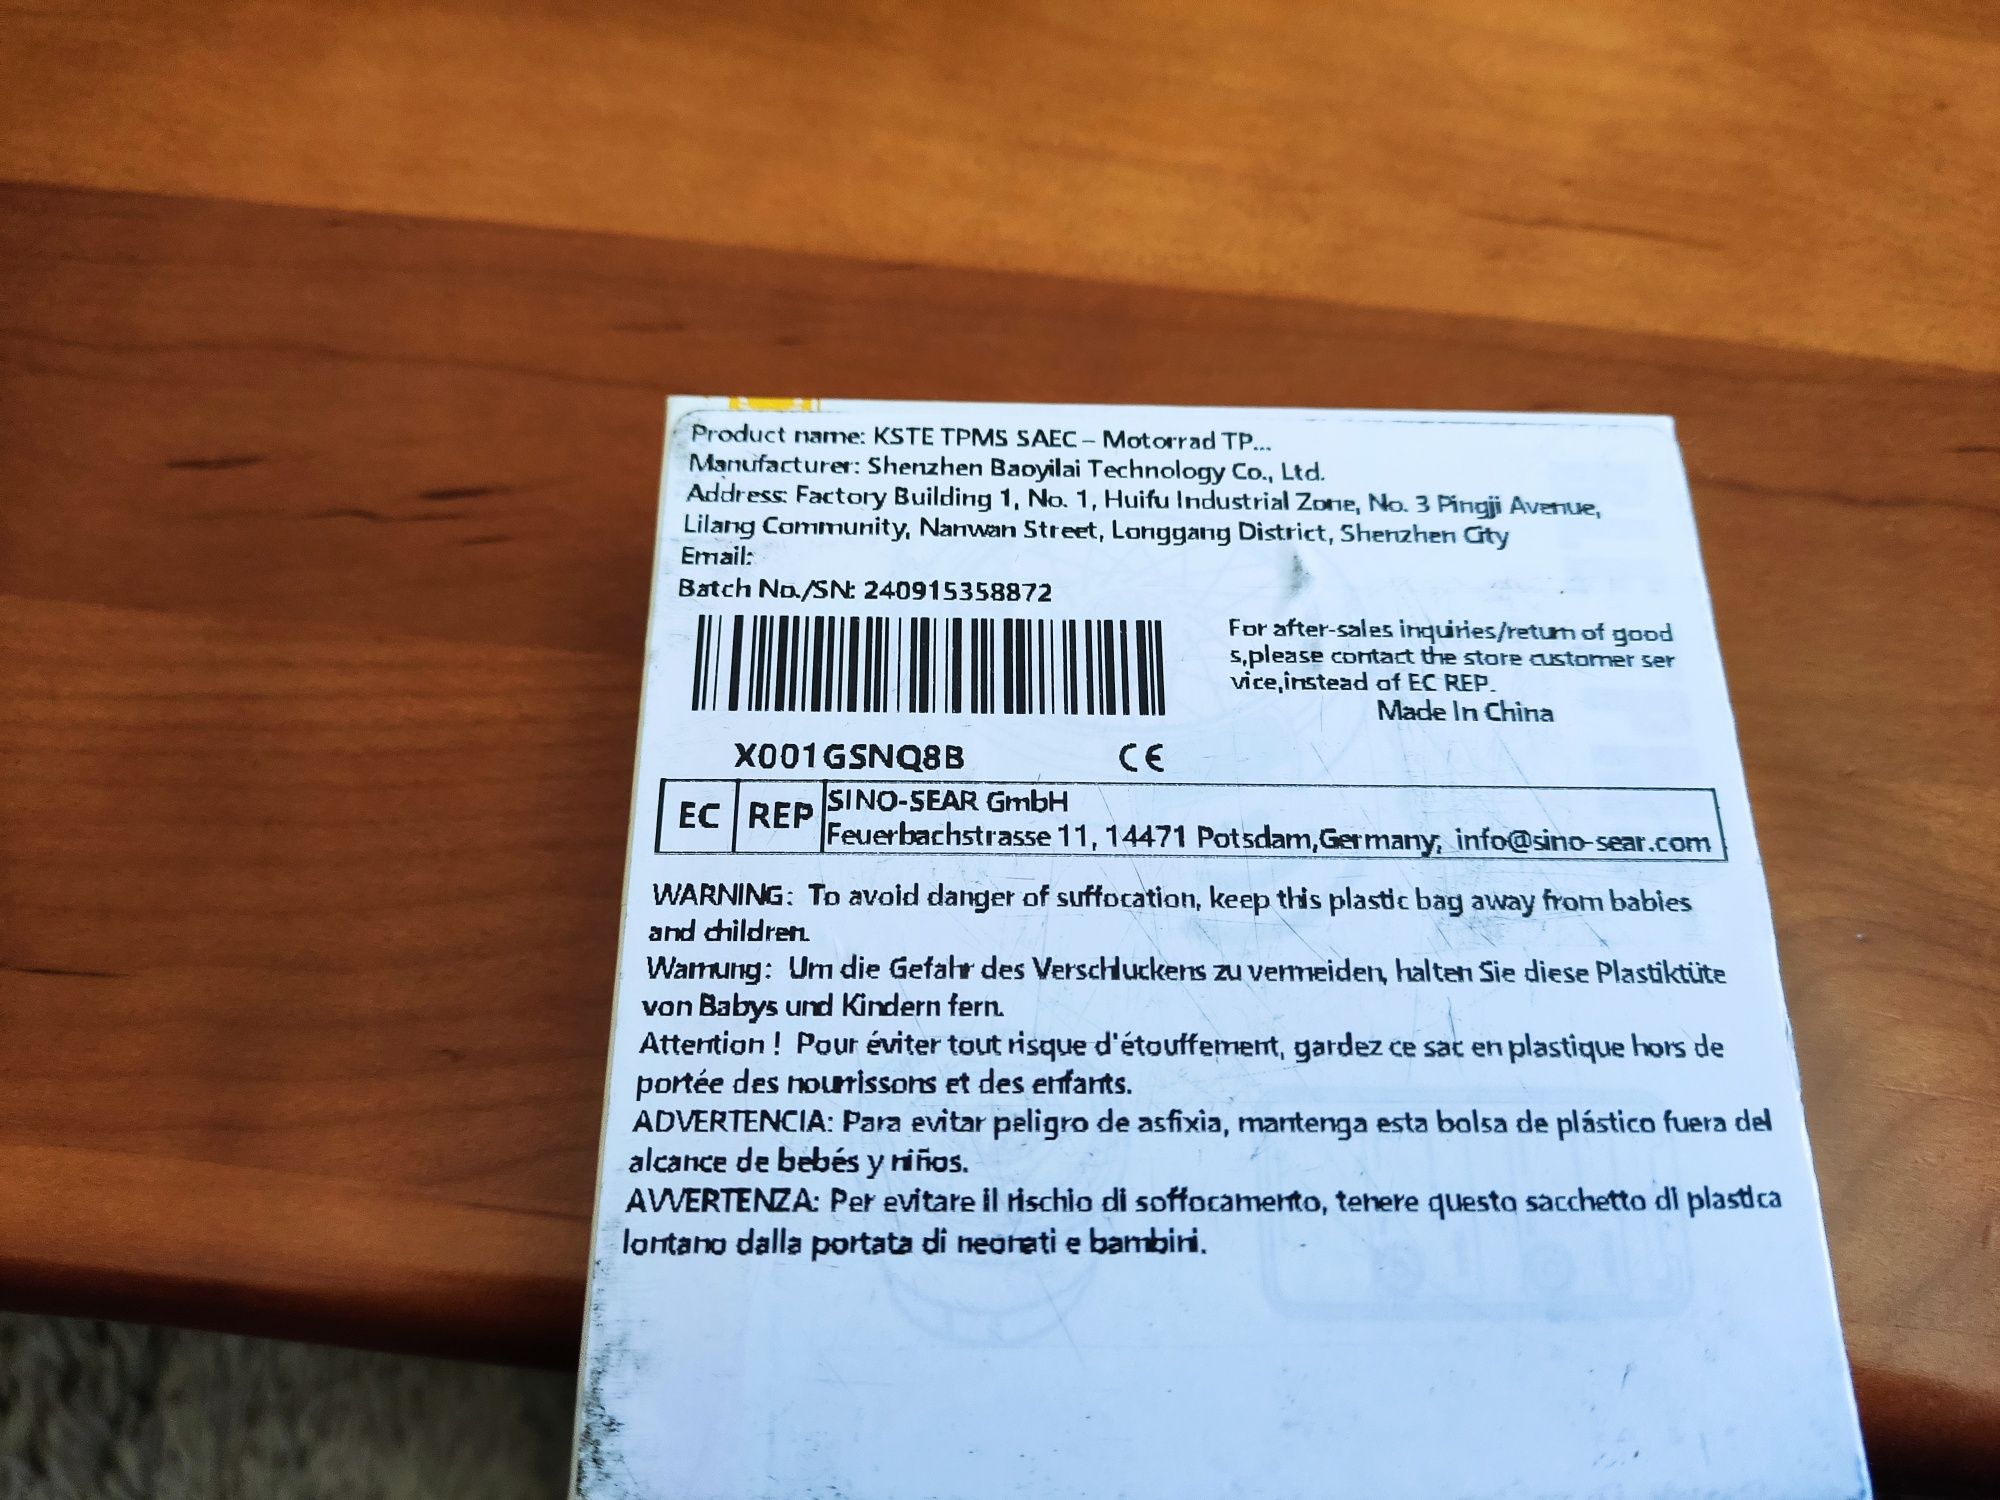 Product name: KSTE TPMS SAEC – Motorrad TP...
Manufacturer: Shenzhen Baoyilai Technology Co., Ltd.
Address: Factory Building 1, No. 1, Huifu Industrial Zone, No. 3 Pingji Avenue,
Lilang Community, Nanwan Street, Longgang District, Shenzhen City
Email:
Batch No./SN: 240915358872
For after-sales inquiries/return of good
s,please contact the store customer ser
vice,instead of EC REP.
Made In China
X001GSNQ8B CE
EC REP SINO-SEAR GmbH
Feuerbachstrasse 11, 14471 Potsdam,Germany, info@sino-sear.com
WARNING: To avoid danger of suffocation, keep this plastic bag away from babies
and children.
Warnung: Um die Gefahr des Verschluckens zu vermeiden, halten Sie diese Plastiktüte
von Babys und Kindern fern.
Attention ! Pour éviter tout risque d'étouffement, gardez ce sac en plastique hors de
portée des nourrissons et des enfants.
ADVERTENCIA: Para evitar peligro de asfixia, mantenga esta bolsa de plástico fuera del
alcance de bebés y niños.
AVVERTENZA: Per evitare il rischio di soffocamento, tenere questo sacchetto di plastica
lontano dalla portata di neonati e bambini.